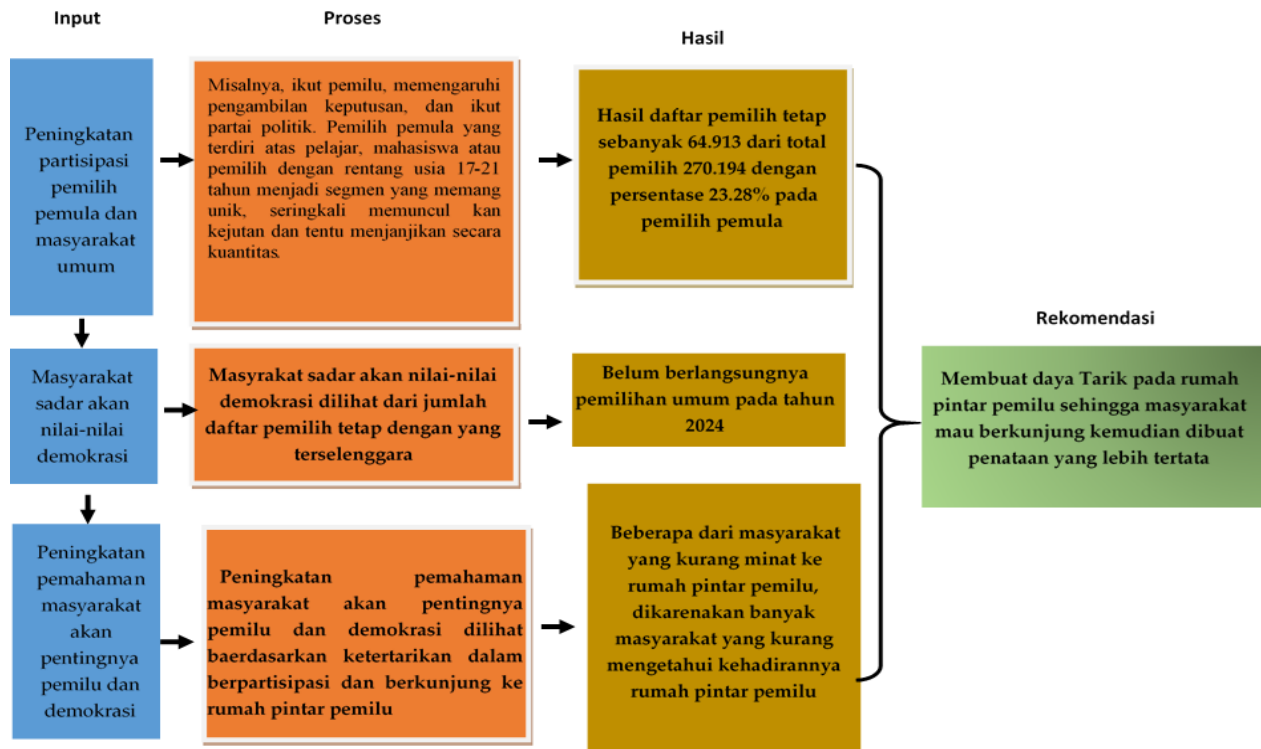 Input
Proses
Hasil
Peningkatan
partisipasi
pemilih
pemula dan
masyarakat
umum
Misalnya, ikut pemilu, memengaruhi
pengambilan keputusan, dan ikut
partai politik. Pemilih pemula yang
terdiri atas pelajar, mahasiswa atau
pemilih dengan rentang usia 17-21
tahun menjadi segmen yang memang
unik, seringkali memuncul kan
kejutan dan tentu menjanjikan secara
kuantitas.
Hasil daftar pemilih tetap
sebanyak 64.913 dari total
pemilih 270.194 dengan
persentase 23.28% pada
pemilih pemula
Masyarakat
sadar akan
nilai-nilai
demokrasi
Masyrakat sadar akan nilai-nilai
demokrasi dilihat dari jumlah
daftar pemilih tetap dengan yang
terselenggara
Belum berlangsungnya
pemilihan umum pada tahun
2024
Peningkatan
pemahaman
masyarakat
akan
pentingnya
pemilu dan
demokrasi
Peningkatan pemahaman
masyarakat akan pentingnya
pemilu dan demokrasi dilihat
baerdasarkan ketertarikan dalam
berpartisipasi dan berkunjung ke
rumah pintar pemilu
Beberapa dari masyarakat
yang kurang minat ke
rumah pintar pemilu,
dikarenakan banyak
masyarakat yang kurang
mengetahui kehadirannya
rumah pintar pemilu
Rekomendasi
Membuat daya Tarik pada rumah
pintar pemilu sehingga masyarakat
mau berkunjung kemudian dibuat
penataan yang lebih tertata